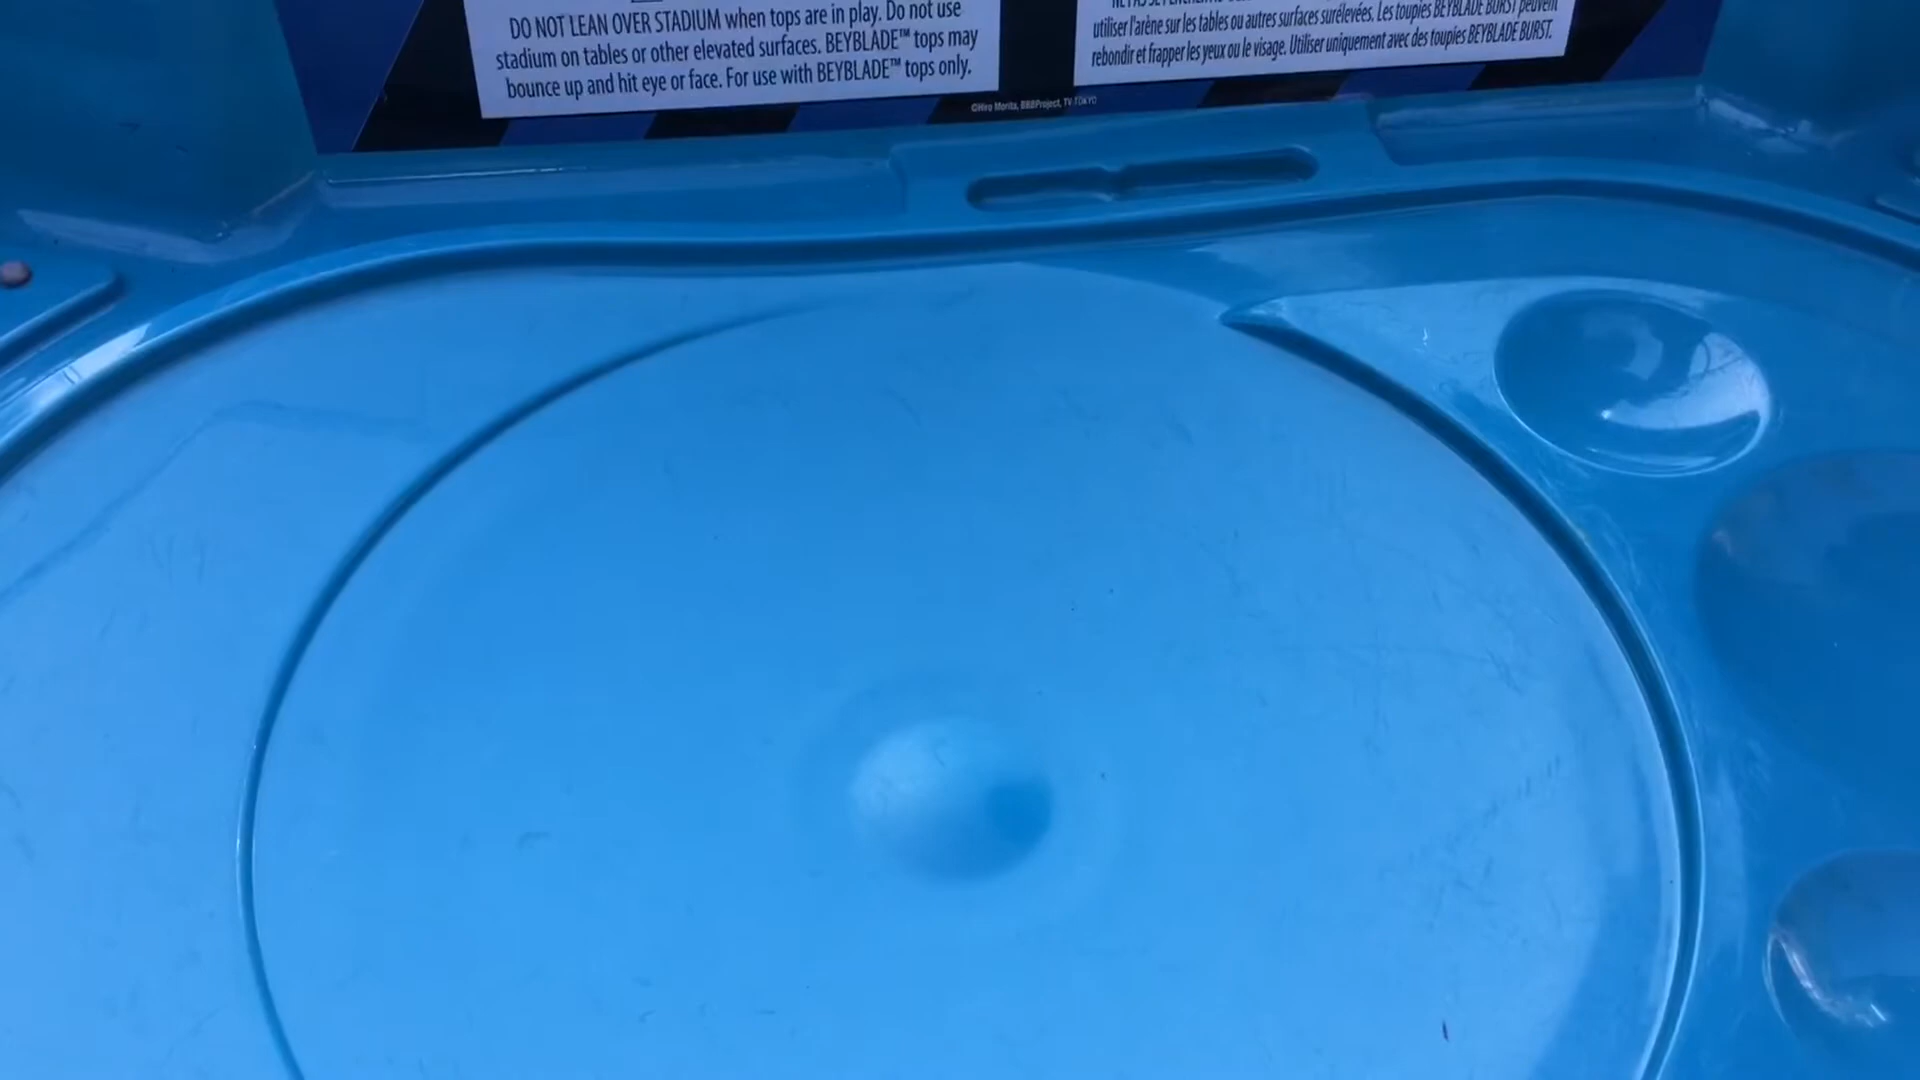 DO NOT LEAN OVER STADIUM when tops are in play. Do not use
stadium on tables or other elevated surfaces. BEYBLADE™ tops may
bounce up and hit eye or face. For use with BEYBLADE™ tops only.
utiliser l'arène sur les tables ou autres surfaces surélevées. Les toupies BEYBLADE BURST peuvent
rebondir et frapper les yeux ou le visage. Utiliser uniquement avec des toupies BEYBLADE BURST.
©Hiro Morita, BBBProject, TV TOKYO